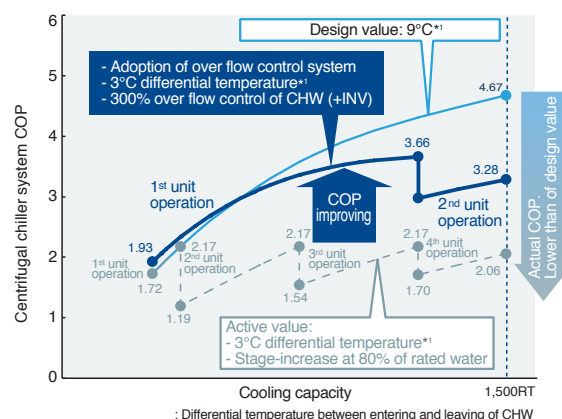 Centrifugal chiller system COP
6
5
4
3
2
1
0
Design value: 9°C*1
- Adoption of over flow control system
- 3°C differential temperature*1
- 300% over flow control of CHW (+INV)
4.67
3.66
3.28
1st unit
operation
COP
improving
2nd unit
operation
Actual COP.
Lower than of design value
1.93
1st unit
operation
1.72
2.17
2nd unit
operation
1.19
2.17
3rd unit
operation
1.54
2.17
4th unit
operation
1.70
2.06
Active value:
- 3°C differential temperature*1
- Stage-increase at 80% of rated water
Cooling capacity
1,500RT
: Differential temperature between entering and leaving of CHW